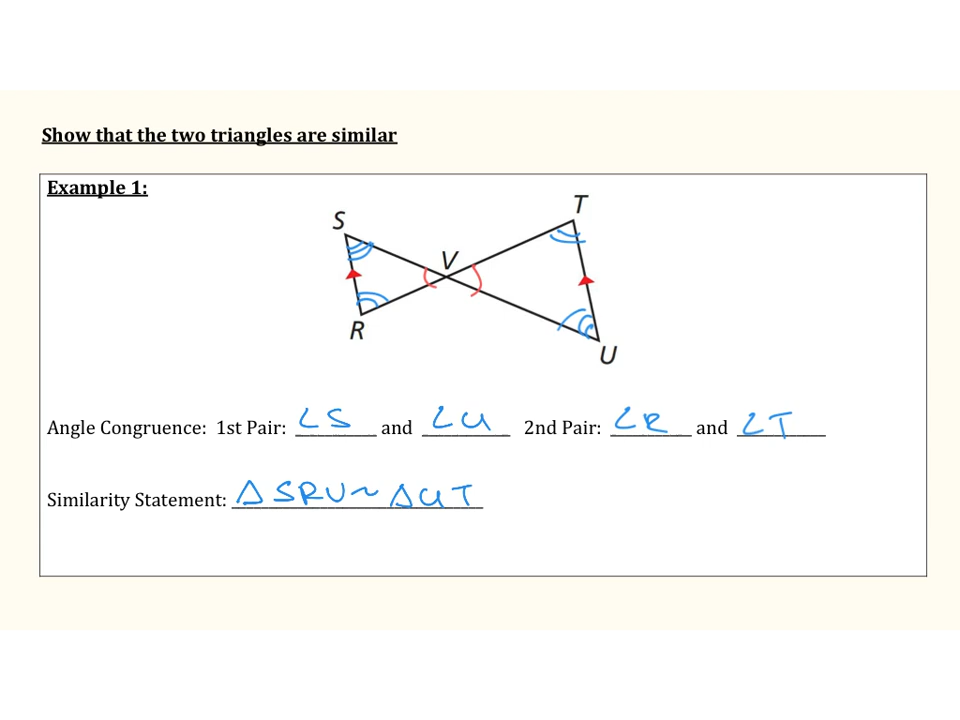 Show that the two triangles are similar
Example 1:
S
T
V
R
U
Angle Congruence: 1st Pair: ∠S and ∠U 2nd Pair: ∠R and ∠T
Similarity Statement: △SRV ~ △UT